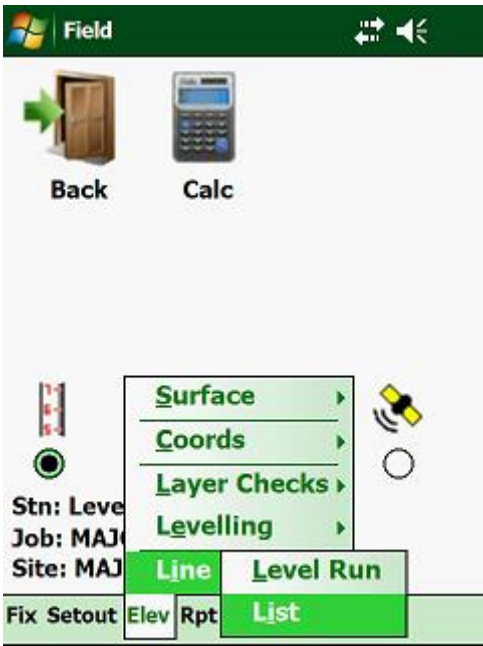 Field
Back Calc
Surface
Coords
Layer Checks
Levelling
Stn: Leve
Job: MAJ
Site: MAJ
Line
Level Run
List
Fix Setout Elev Rpt